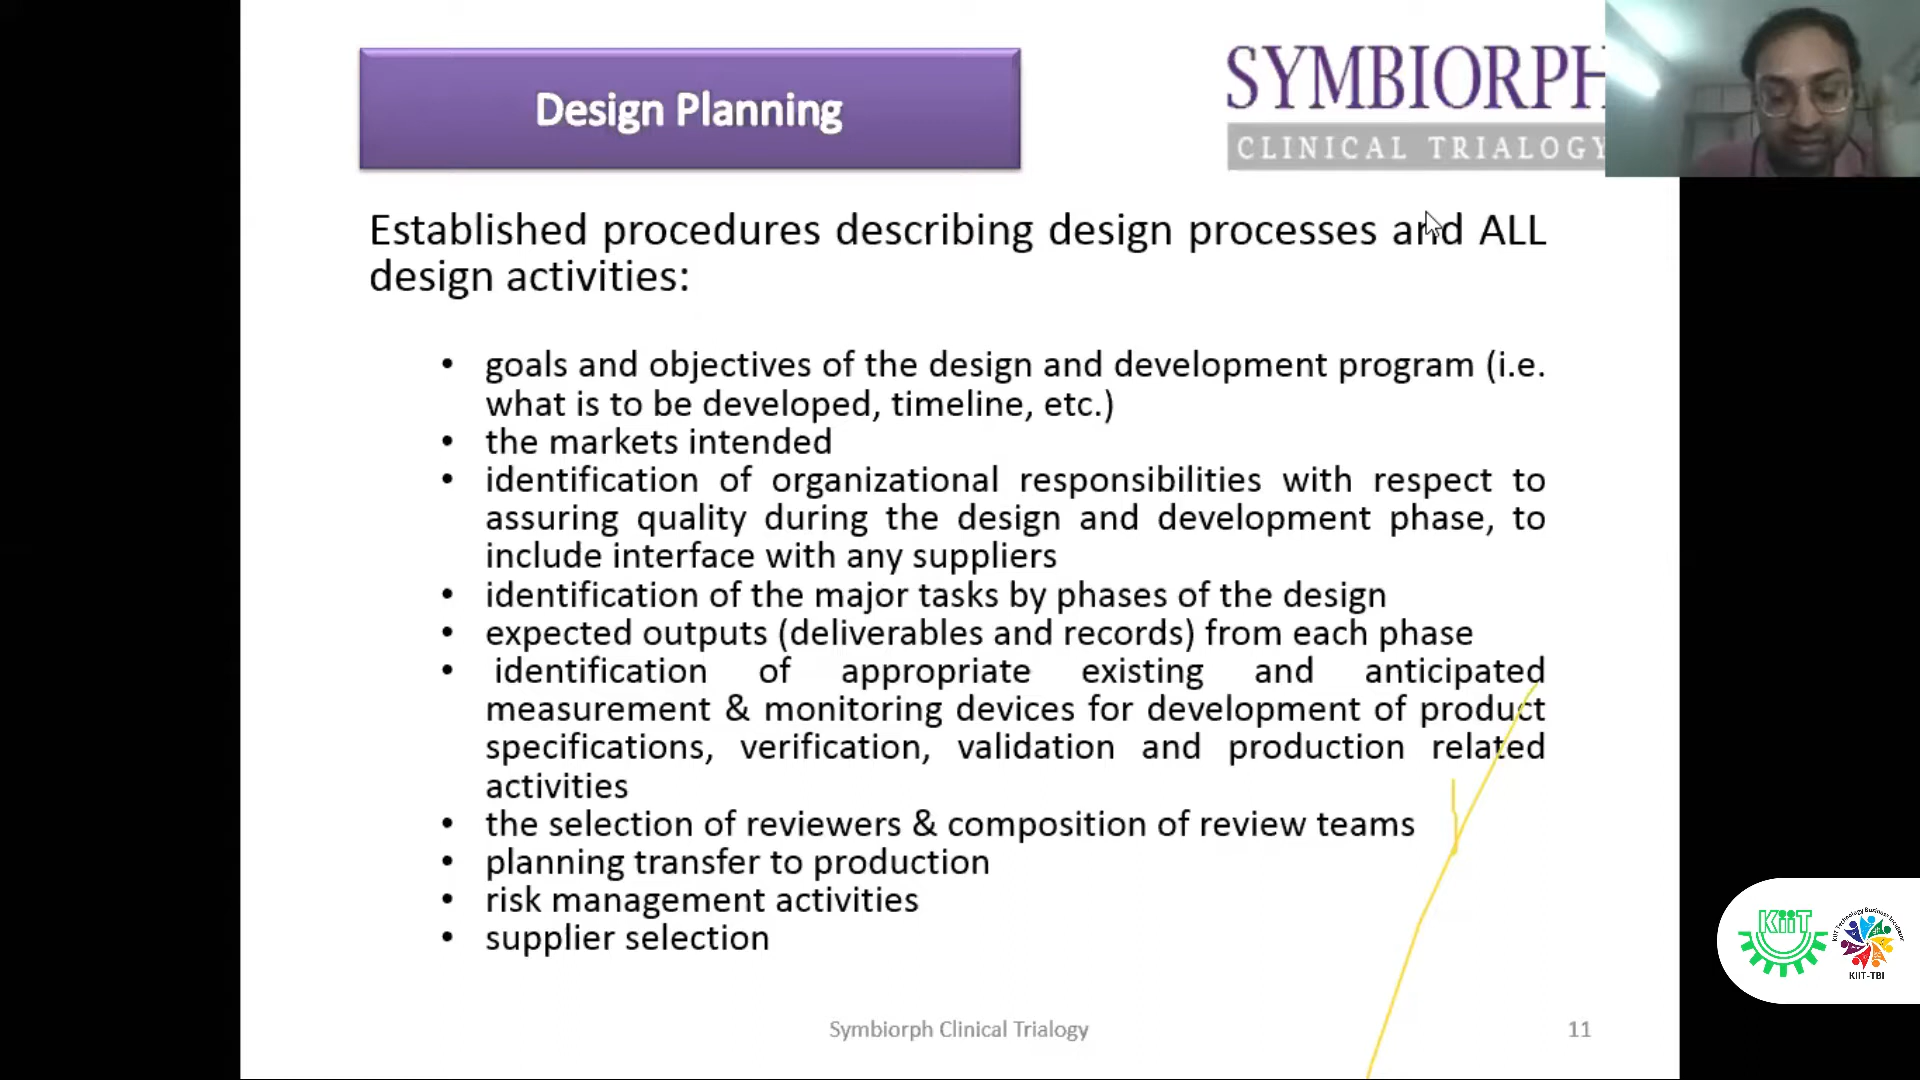 Design Planning
SYMBIORPH
CLINICAL TRIALOGY
Established procedures describing design processes and ALL
design activities:
• goals and objectives of the design and development program (i.e.
what is to be developed, timeline, etc.)
• the markets intended
• identification of organizational responsibilities with respect to
assuring quality during the design and development phase, to
include interface with any suppliers
• identification of the major tasks by phases of the design
• expected outputs (deliverables and records) from each phase
• identification of appropriate existing and anticipated
measurement & monitoring devices for development of product
specifications, verification, validation and production related
activities
• the selection of reviewers & composition of review teams
• planning transfer to production
• risk management activities
• supplier selection
KiiT
KIIT Technology Business Incubator
KIIT-TBI
Symbiorph Clinical Trialogy
11